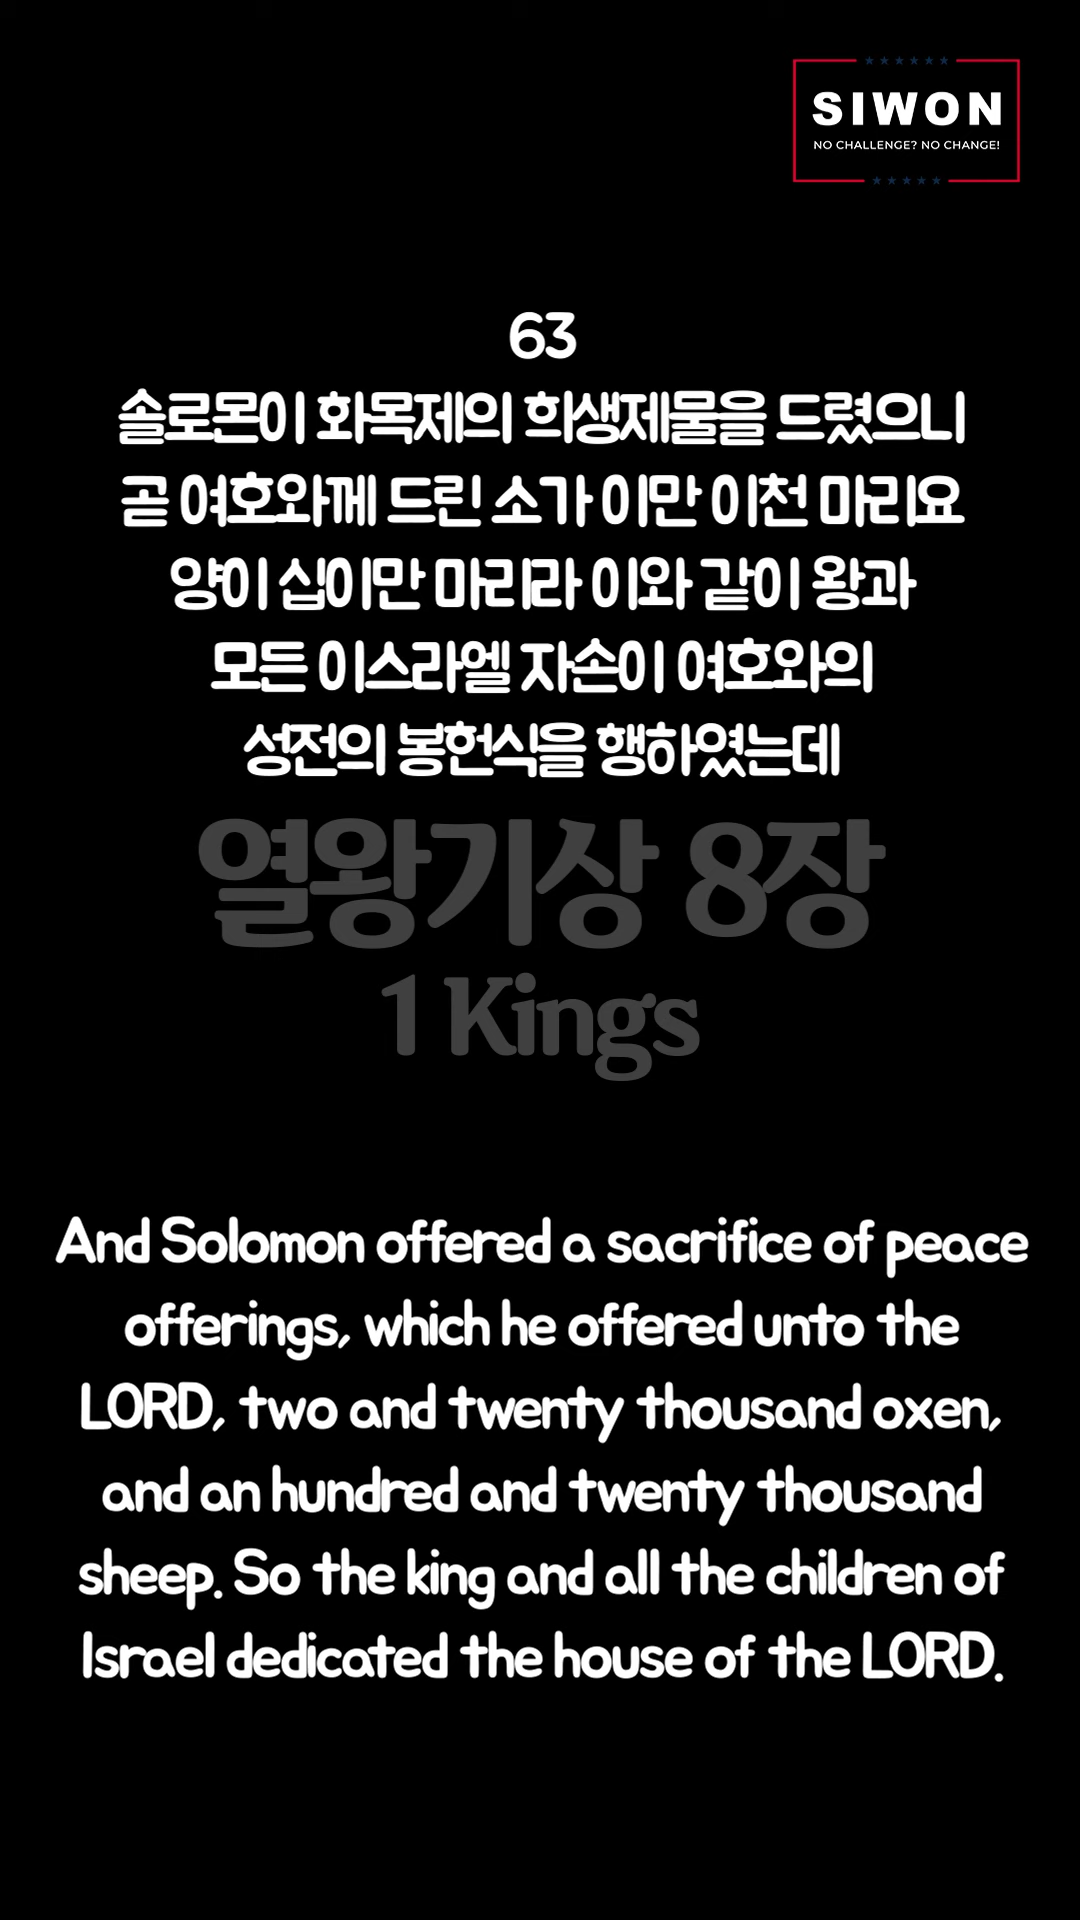 SIWON
NO CHALLENGE? NO CHANGE!
63
솔로몬이 화목제의 희생제물을 드렸으니
곧 여호와께 드린 소가 이만 이천 마리요
양이 십이만 마리라 이와 같이 왕과
모든 이스라엘 자손이 여호와의
성전의 봉헌식을 행하였는데
열왕기상 8장
1 Kings
And Solomon offered a sacrifice of peace
offerings, which he offered unto the
LORD, two and twenty thousand oxen,
and an hundred and twenty thousand
sheep. So the king and all the children of
Israel dedicated the house of the LORD.